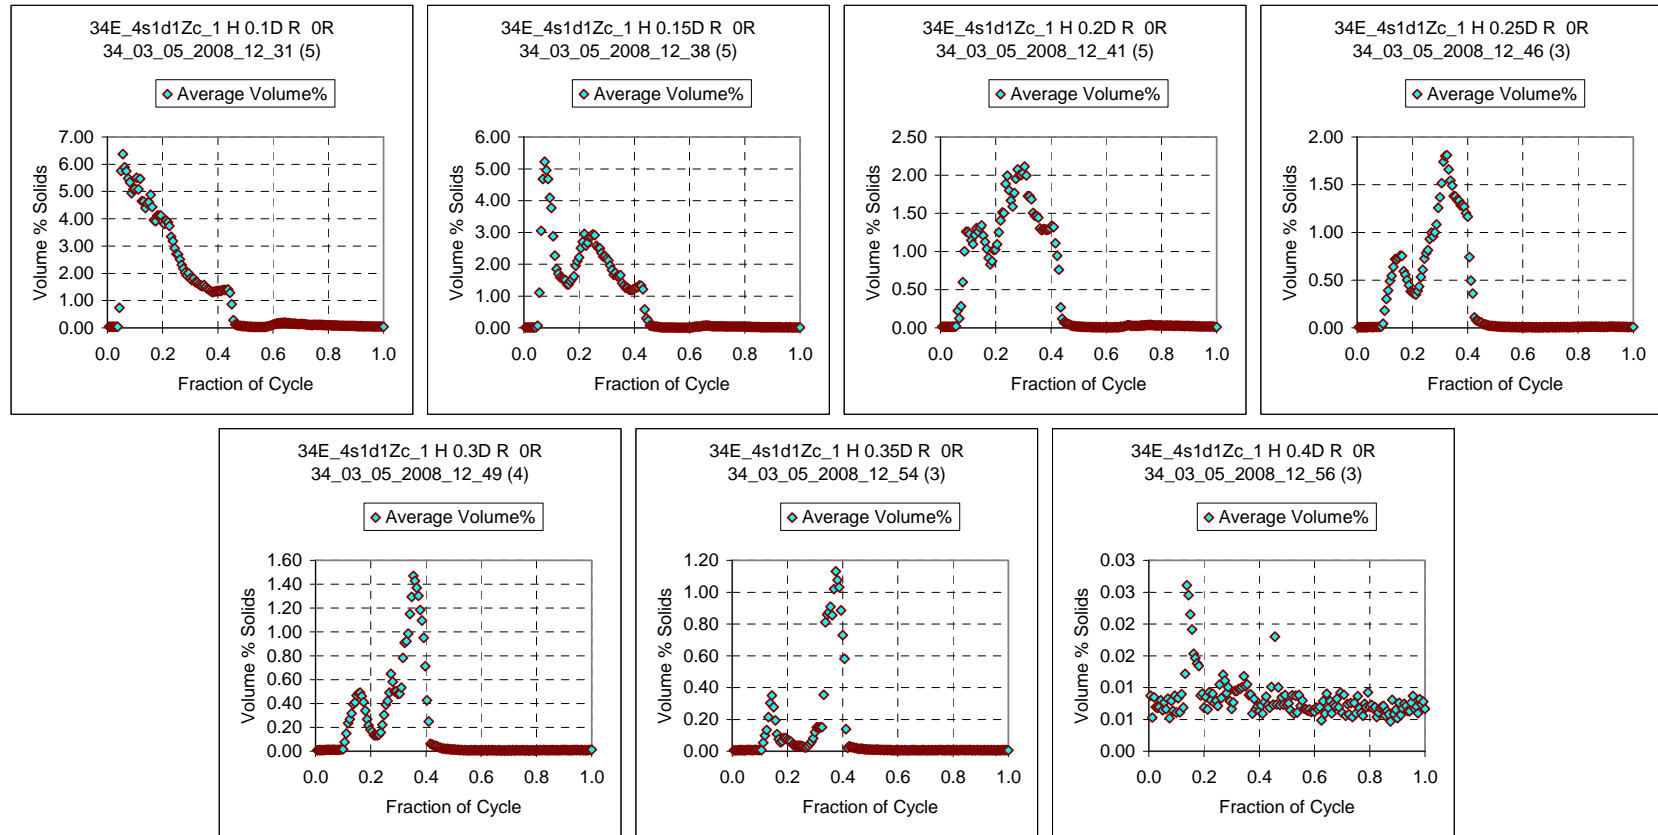 34E_4s1d1Zc_1 H 0.1D R  0R
34_03_05_2008_12_31 (5)
Average Volume%
7.00
6.00
5.00
4.00
3.00
2.00
1.00
0.00
Volume % Solids
0.0 0.2 0.4 0.6 0.8 1.0
Fraction of Cycle
34E_4s1d1Zc_1 H 0.15D R  0R
34_03_05_2008_12_38 (5)
Average Volume%
6.00
5.00
4.00
3.00
2.00
1.00
0.00
Volume % Solids
0.0 0.2 0.4 0.6 0.8 1.0
Fraction of Cycle
34E_4s1d1Zc_1 H 0.2D R  0R
34_03_05_2008_12_41 (5)
Average Volume%
2.50
2.00
1.50
1.00
0.50
0.00
Volume % Solids
0.0 0.2 0.4 0.6 0.8 1.0
Fraction of Cycle
34E_4s1d1Zc_1 H 0.25D R  0R
34_03_05_2008_12_46 (3)
Average Volume%
2.00
1.50
1.00
0.50
0.00
Volume % Solids
0.0 0.2 0.4 0.6 0.8 1.0
Fraction of Cycle
34E_4s1d1Zc_1 H 0.3D R  0R
34_03_05_2008_12_49 (4)
Average Volume%
1.60
1.40
1.20
1.00
0.80
0.60
0.40
0.20
0.00
Volume % Solids
0.0 0.2 0.4 0.6 0.8 1.0
Fraction of Cycle
34E_4s1d1Zc_1 H 0.35D R  0R
34_03_05_2008_12_54 (3)
Average Volume%
1.20
1.00
0.80
0.60
0.40
0.20
0.00
Volume % Solids
0.0 0.2 0.4 0.6 0.8 1.0
Fraction of Cycle
34E_4s1d1Zc_1 H 0.4D R  0R
34_03_05_2008_12_56 (3)
Average Volume%
0.03
0.03
0.02
0.02
0.01
0.01
0.00
Volume % Solids
0.0 0.2 0.4 0.6 0.8 1.0
Fraction of Cycle